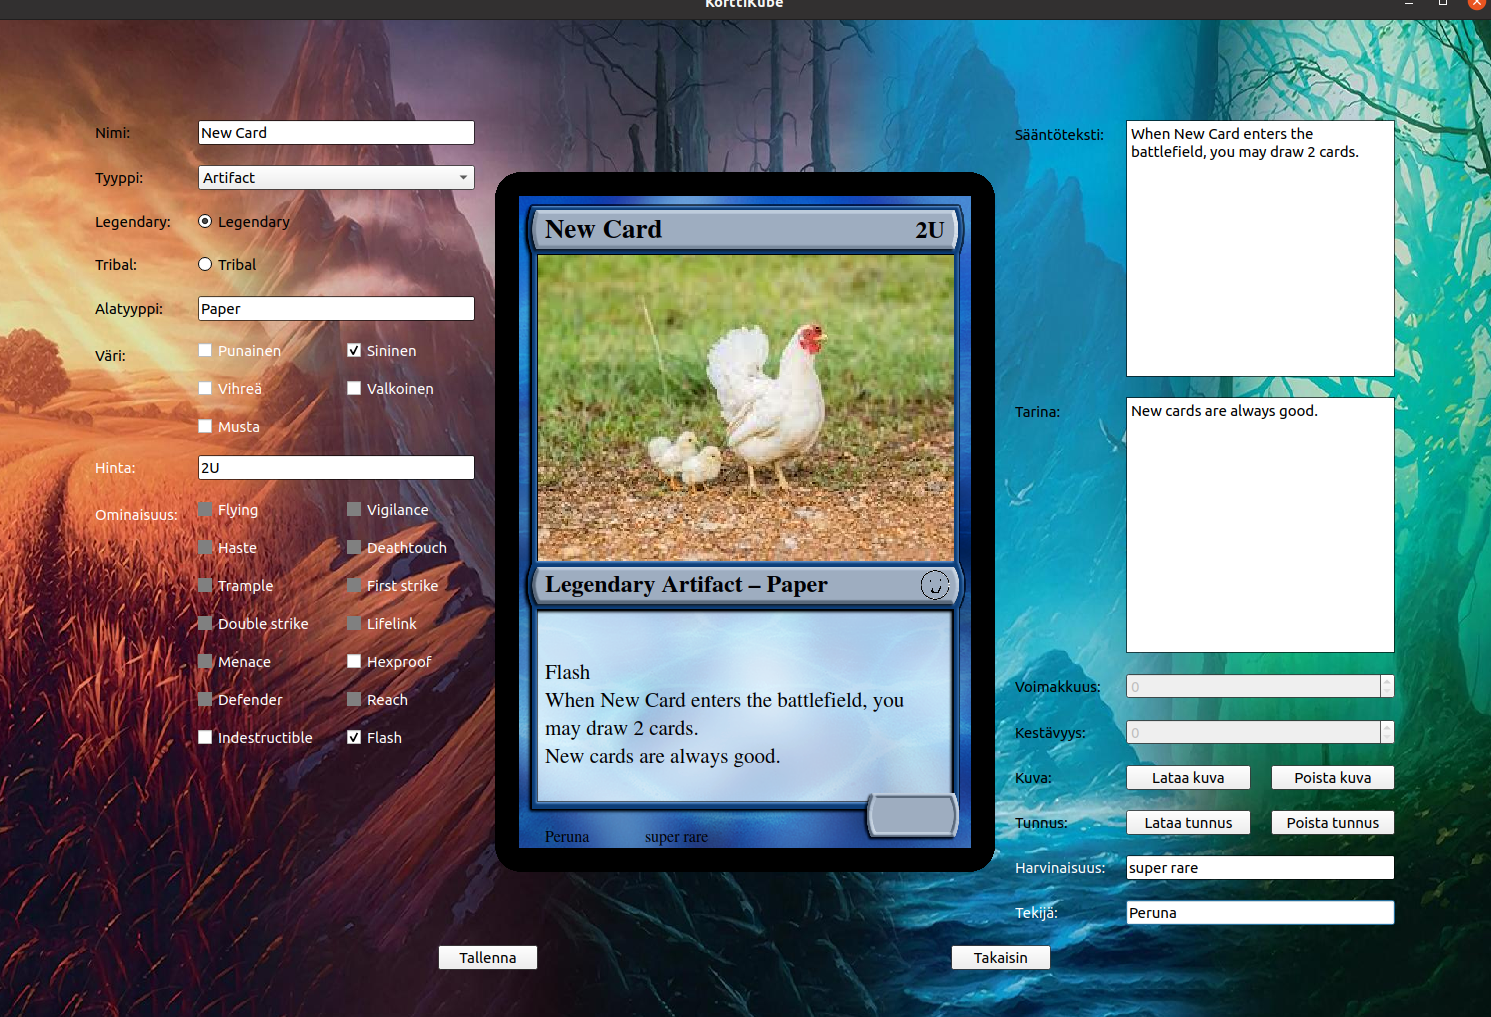 KorttiKube
Nimi: New Card
Tyyppi: Artifact
Legendary: Legendary
Tribal: Tribal
Alatyyppi: Paper
Väri: Punainen Sininen
Vihreä Valkoinen
Musta
Hinta: 2U
Ominaisuus: Flying Vigilance
Haste Deathtouch
Trample First strike
Double strike Lifelink
Menace Hexproof
Defender Reach
Indestructible Flash
New Card 2U
Legendary Artifact – Paper
Flash
When New Card enters the battlefield, you
may draw 2 cards.
New cards are always good.
Peruna super rare
Sääntöteksti: When New Card enters the
battlefield, you may draw 2 cards.
Tarina: New cards are always good.
Voimakkuus: 0
Kestävyys: 0
Kuva: Lataa kuva Poista kuva
Tunnus: Lataa tunnus Poista tunnus
Harvinaisuus: super rare
Tekijä: Peruna
Tallenna Takaisin